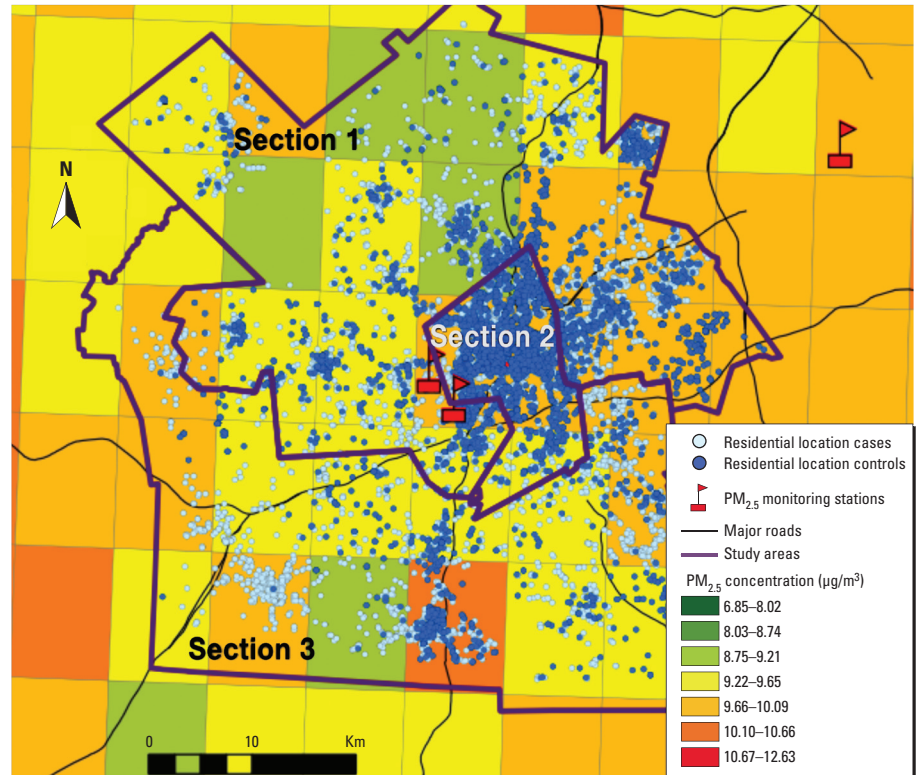 Section 1
N
Section 2
Residential location cases
Residential location controls
PM2.5 monitoring stations
Major roads
Study areas
PM2.5 concentration (µg/m³)
6.85–8.02
8.03–8.74
8.75–9.21
9.22–9.65
9.66–10.09
10.10–10.66
10.67–12.63
Section 3
0 10 Km